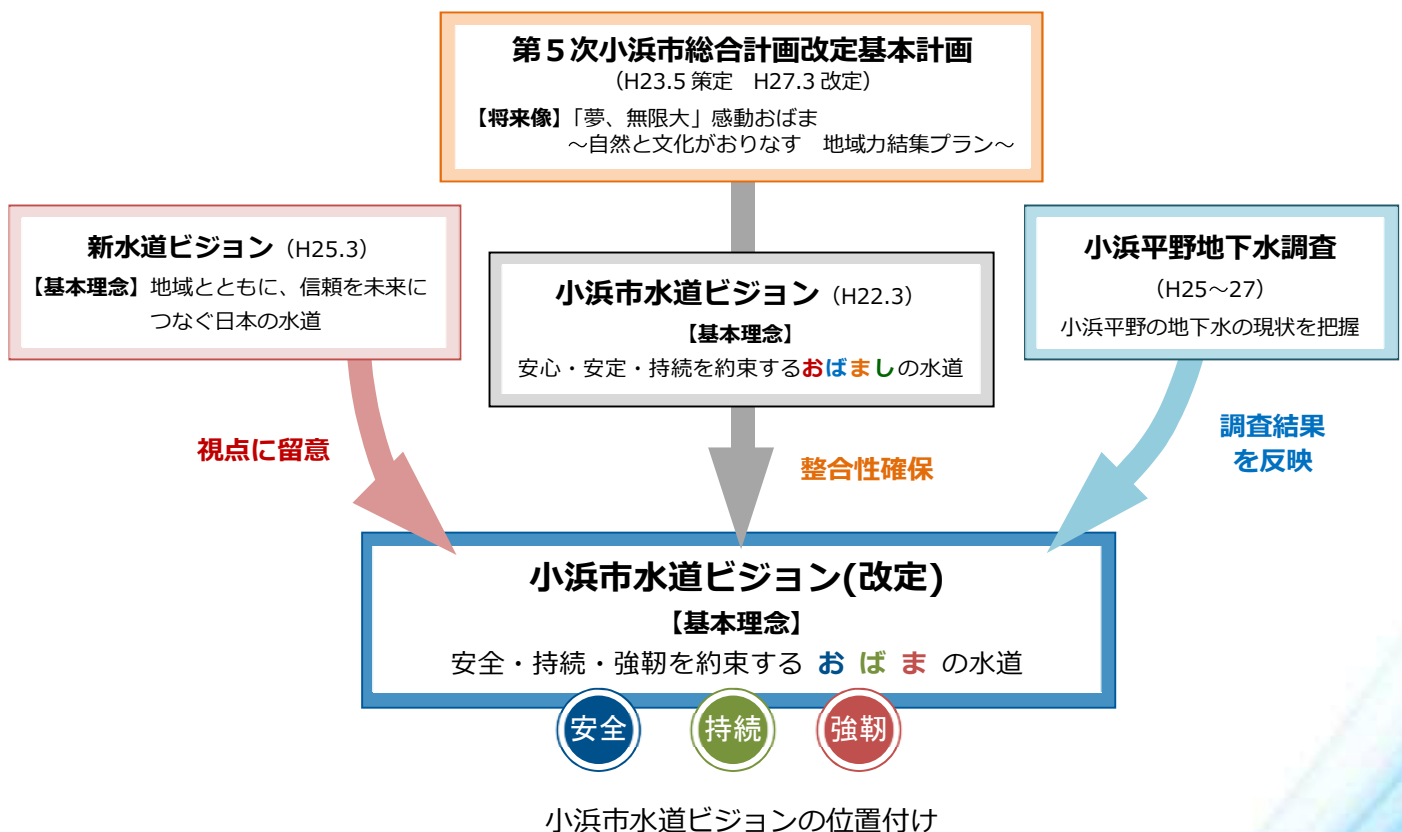 第５次小浜市総合計画改定基本計画
（H23.5 策定　H27.3 改定）
【将来像】「夢、無限大」感動おばま
～自然と文化がおりなす　地域力結集プラン～
新水道ビジョン（H25.3）
【基本理念】地域とともに、信頼を未来に
つなぐ日本の水道
小浜市水道ビジョン（H22.3）
【基本理念】
安心・安定・持続を約束するおばましの水道
小浜平野地下水調査
（H25～27）
小浜平野の地下水の現状を把握
視点に留意
整合性確保
調査結果
を反映
小浜市水道ビジョン(改定)
【基本理念】
安全・持続・強靭を約束する お ば ま の水道
安全
持続
強靭
小浜市水道ビジョンの位置付け